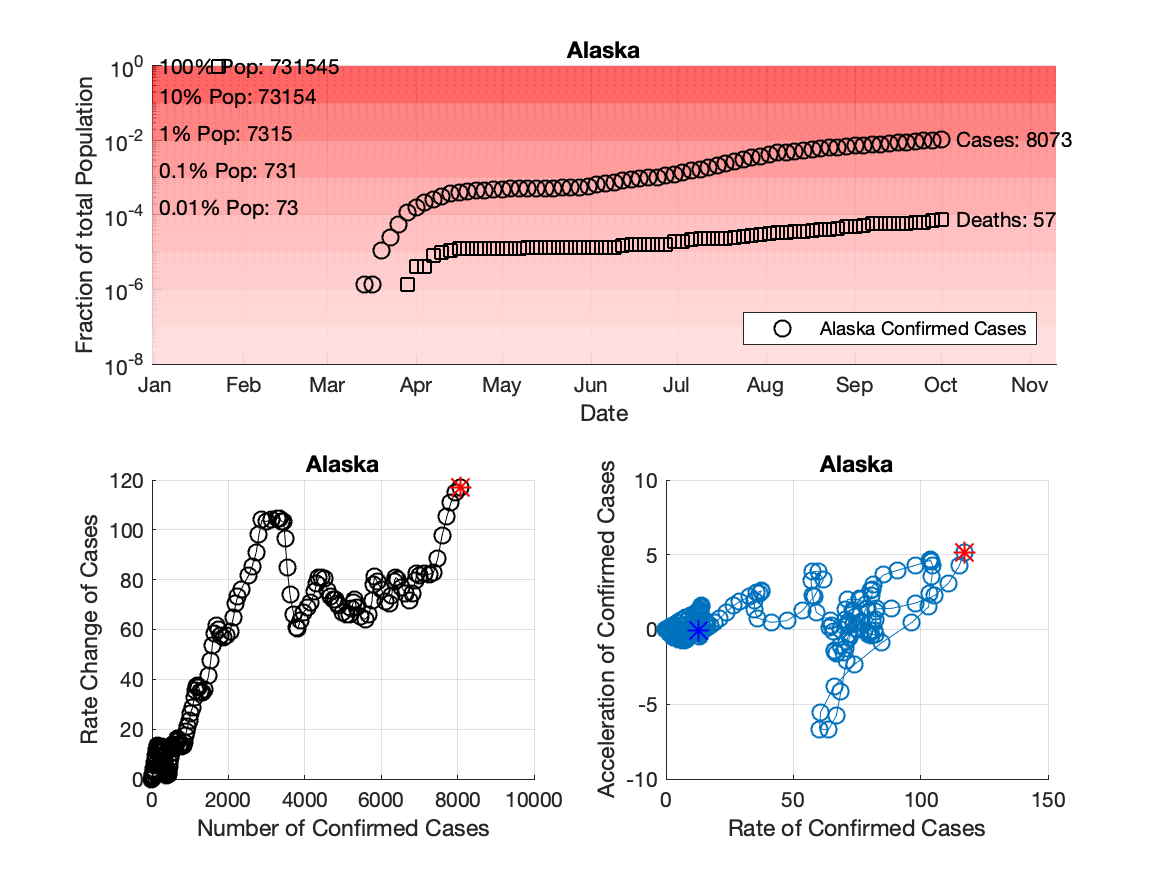 Alaska
Fraction of total Population
10^0
10^-2
10^-4
10^-6
10^-8
100% Pop: 731545
10% Pop: 73154
1% Pop: 7315
0.1% Pop: 731
0.01% Pop: 73
Cases: 8073
Deaths: 57
Alaska Confirmed Cases
Jan Feb Mar Apr May Jun Jul Aug Sep Oct Nov
Date
Alaska
Rate Change of Cases
120
100
80
60
40
20
0
0 2000 4000 6000 8000 10000
Number of Confirmed Cases
Alaska
Acceleration of Confirmed Cases
10
5
0
-5
-10
0 50 100 150
Rate of Confirmed Cases